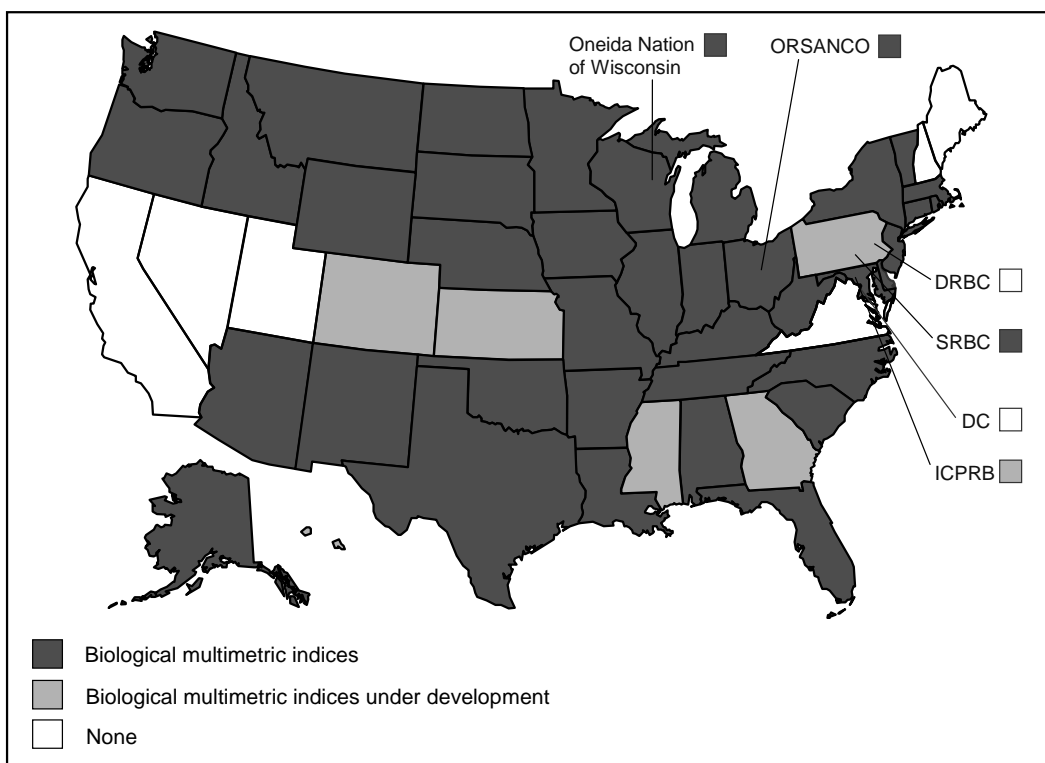 Oneida Nation
of Wisconsin
ORSANCO
DRBC
SRBC
DC
ICPRB
Biological multimetric indices
Biological multimetric indices under development
None